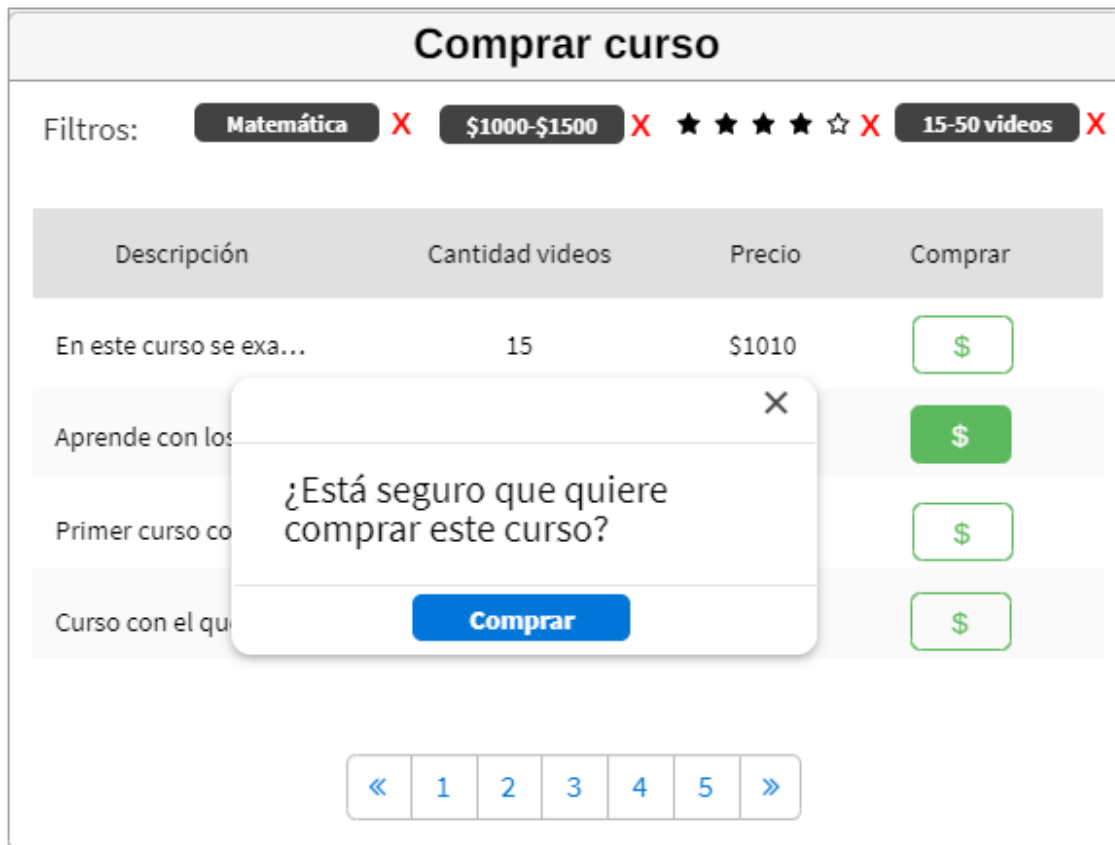 Comprar curso
Filtros: Matemática X $1000-$1500 X X 15-50 videos X
Descripción Cantidad videos Precio Comprar
En este curso se exa... 15 $1010 $
Aprende con los $
¿Está seguro que quiere
comprar este curso?
Primer curso co $
Curso con el qu $
Comprar
« 1 2 3 4 5 »